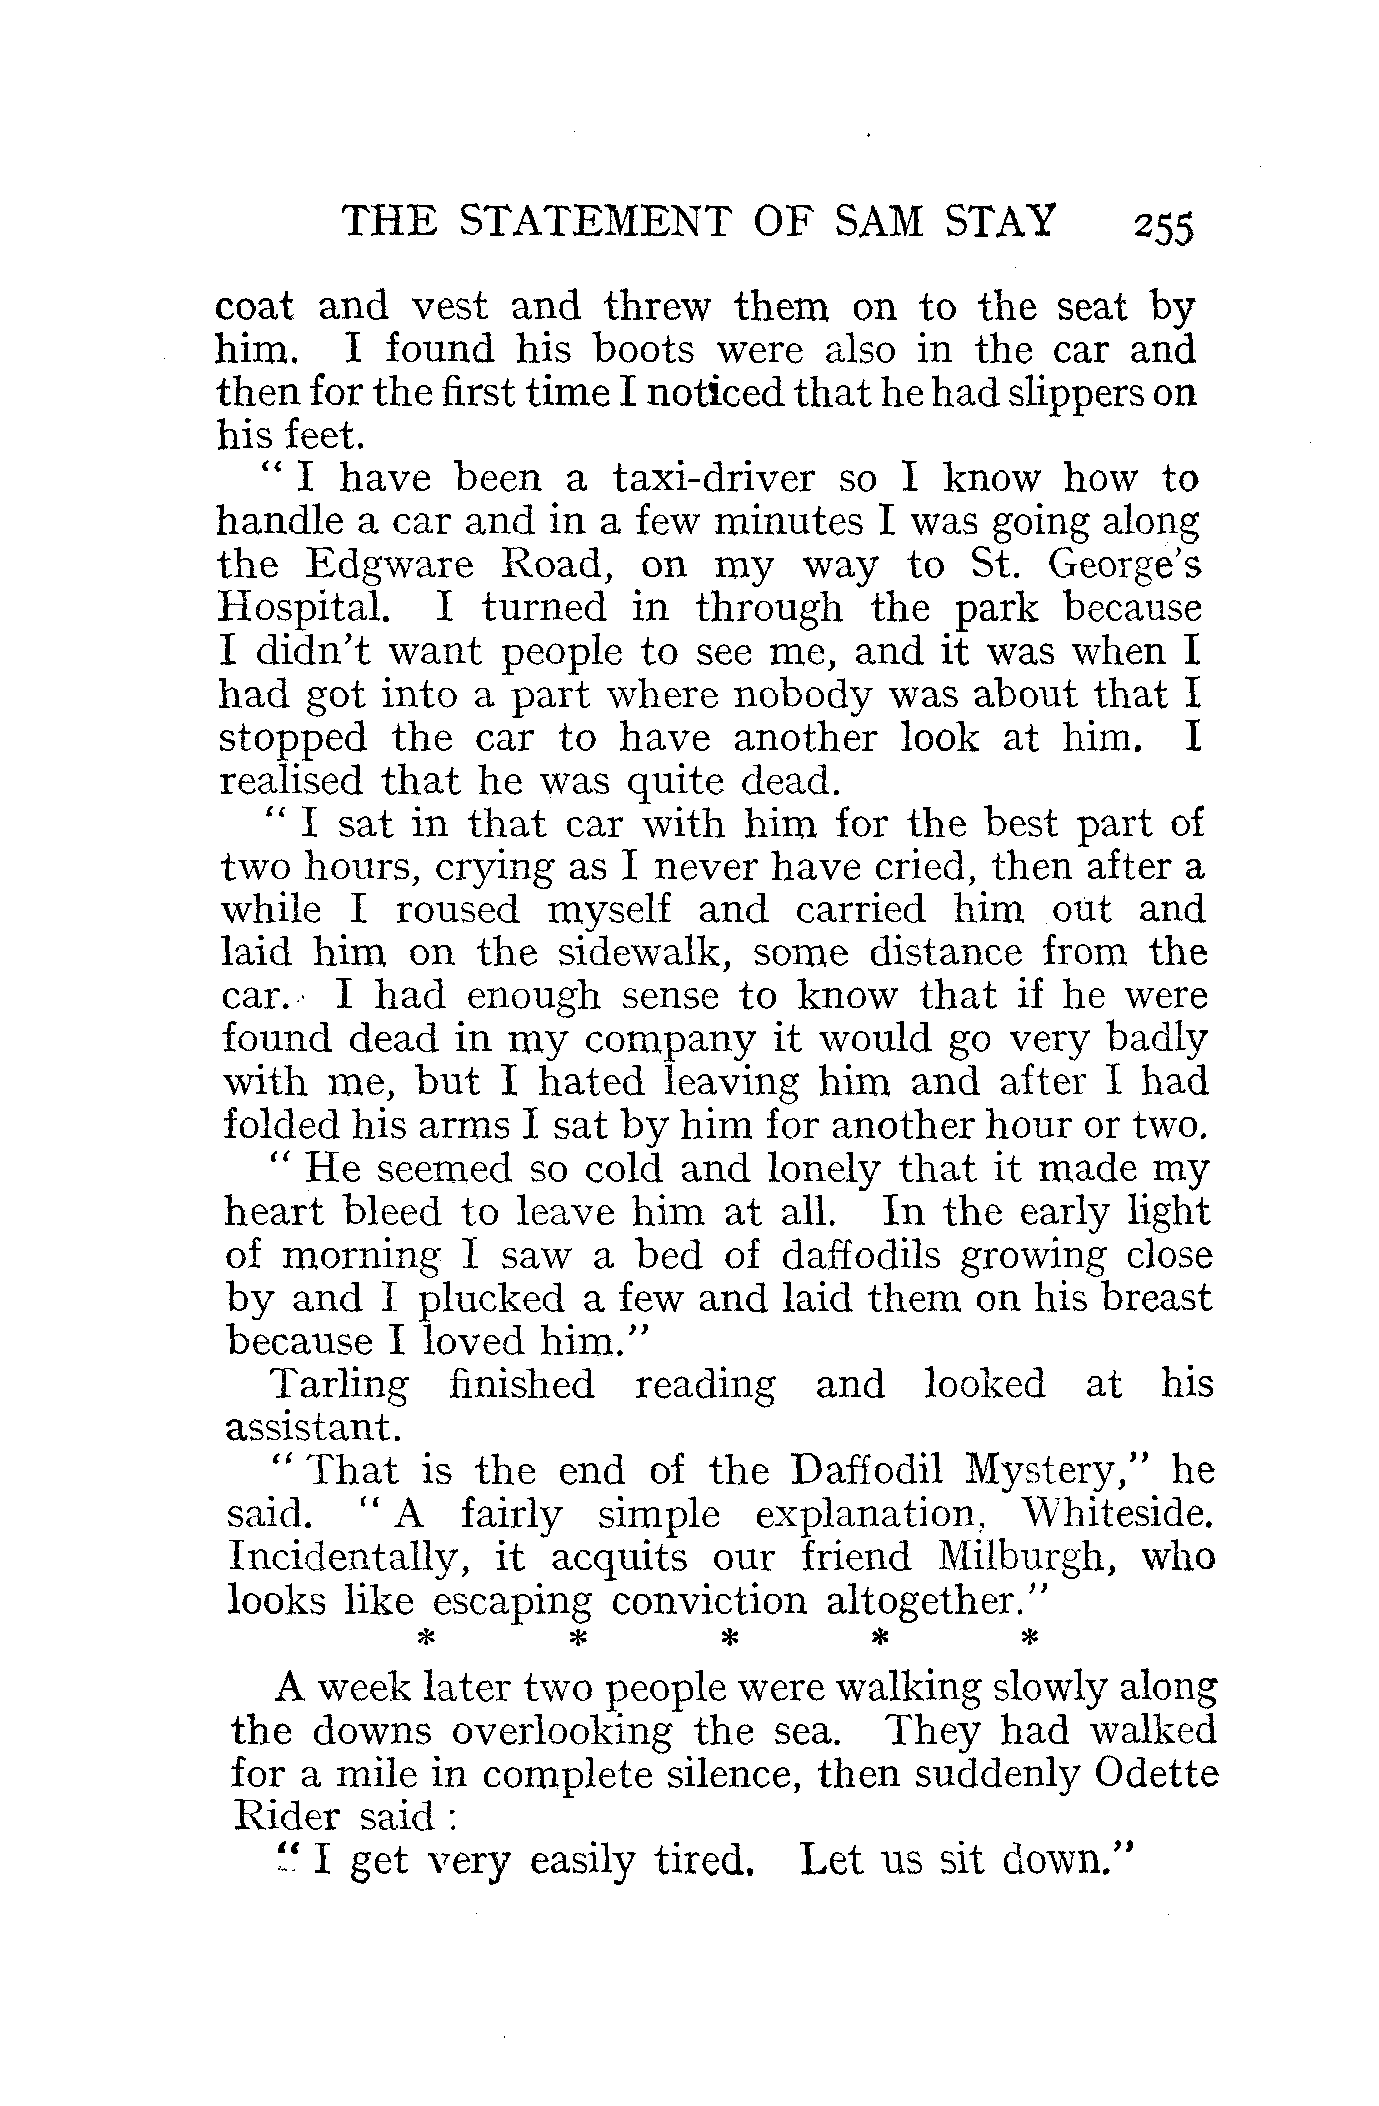 THE STATEMENT OF SAM STAY 255
coat and vest and threw them on to the seat by
him. I found his boots were also in the car and
then for the first time I noticed that he had slippers on
his feet.
“ I have been a taxi-driver so I know how to
handle a car and in a few minutes I was going along
the Edgware Road, on my way to St. George’s
Hospital. I turned in through the park because
I didn’t want people to see me, and it was when I
had got into a part where nobody was about that I
stopped the car to have another look at him. I
realised that he was quite dead.
“ I sat in that car with him for the best part of
two hours, crying as I never have cried, then after a
while I roused myself and carried him out and
laid him on the sidewalk, some distance from the
car. I had enough sense to know that if he were
found dead in my company it would go very badly
with me, but I hated leaving him and after I had
folded his arms I sat by him for another hour or two.
“ He seemed so cold and lonely that it made my
heart bleed to leave him at all. In the early light
of morning I saw a bed of daffodils growing close
by and I plucked a few and laid them on his breast
because I loved him.”
Tarling finished reading and looked at his
assistant.
“ That is the end of the Daffodil Mystery,” he
said. “ A fairly simple explanation, Whiteside.
Incidentally, it acquits our friend Milburgh, who
looks like escaping conviction altogether.”
* * * * *
A week later two people were walking slowly along
the downs overlooking the sea. They had walked
for a mile in complete silence, then suddenly Odette
Rider said :
“ I get very easily tired. Let us sit down.”